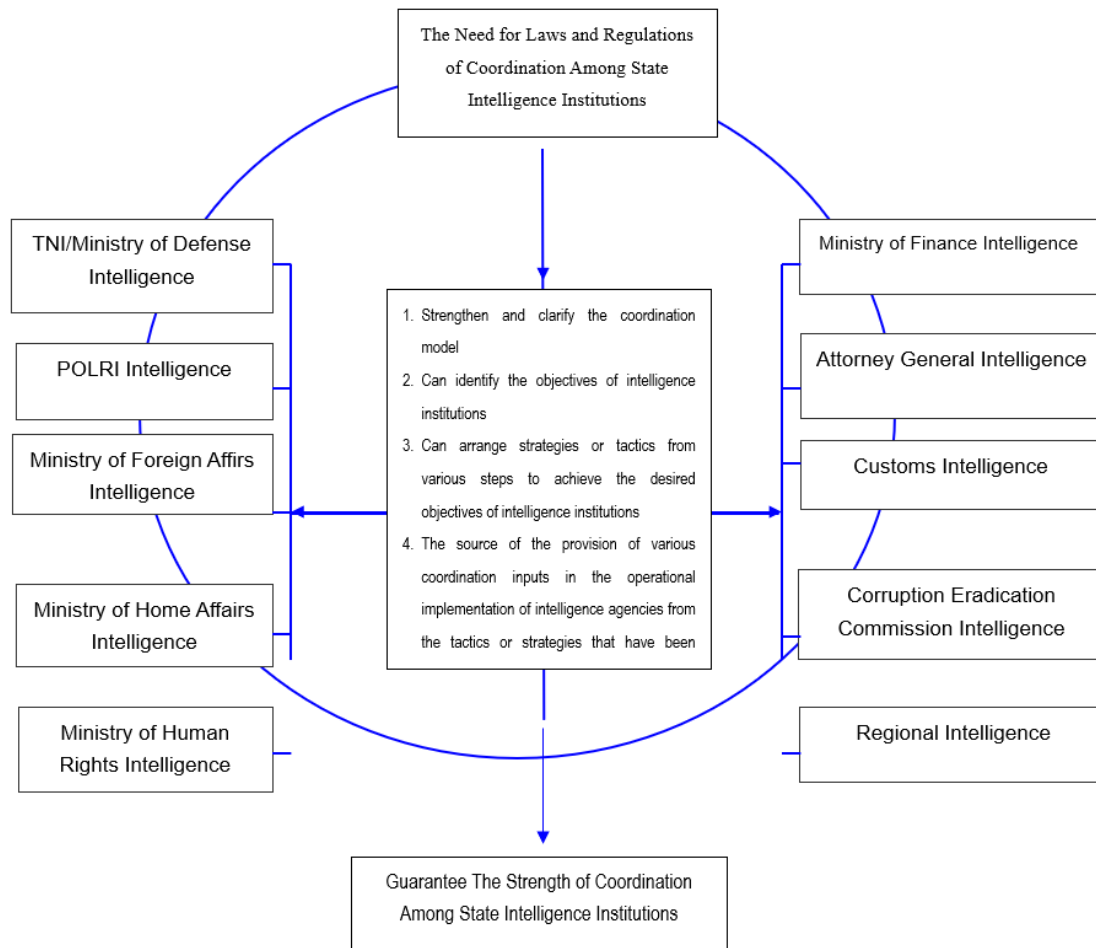 The Need for Laws and Regulations
of Coordination Among State
Intelligence Institutions
TNI/Ministry of Defense
Intelligence
POLRI Intelligence
Ministry of Foreign Affirs
Intelligence
Ministry of Home Affairs
Intelligence
Ministry of Human
Rights Intelligence
1. Strengthen and clarify the coordination
model
2. Can identify the objectives of intelligence
institutions
3. Can arrange strategies or tactics from
various steps to achieve the desired
objectives of intelligence institutions
4. The source of the provision of various
coordination inputs in the operational
implementation of intelligence agencies from
the tactics or strategies that have been
Ministry of Finance Intelligence
Attorney General Intelligence
Customs Intelligence
Corruption Eradication
Commission Intelligence
Regional Intelligence
Guarantee The Strength of Coordination
Among State Intelligence Institutions